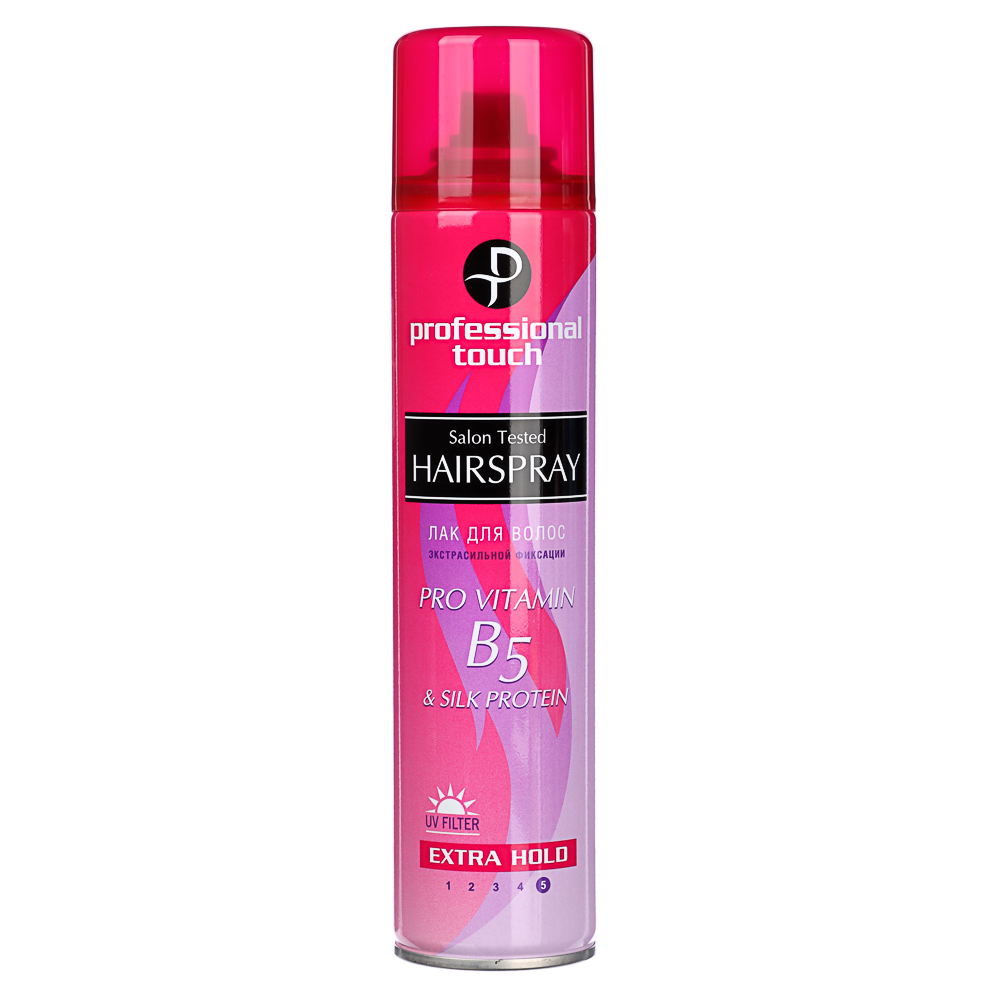 professional
touch
Salon Tested
HAIRSPRAY
ЛАК ДЛЯ ВОЛОС
ЭКСТРАСИЛЬНОЙ ФИКСАЦИИ
PRO VITAMIN
B5
& SILK PROTEIN
UV FILTER
EXTRA HOLD
1 2 3 4 5